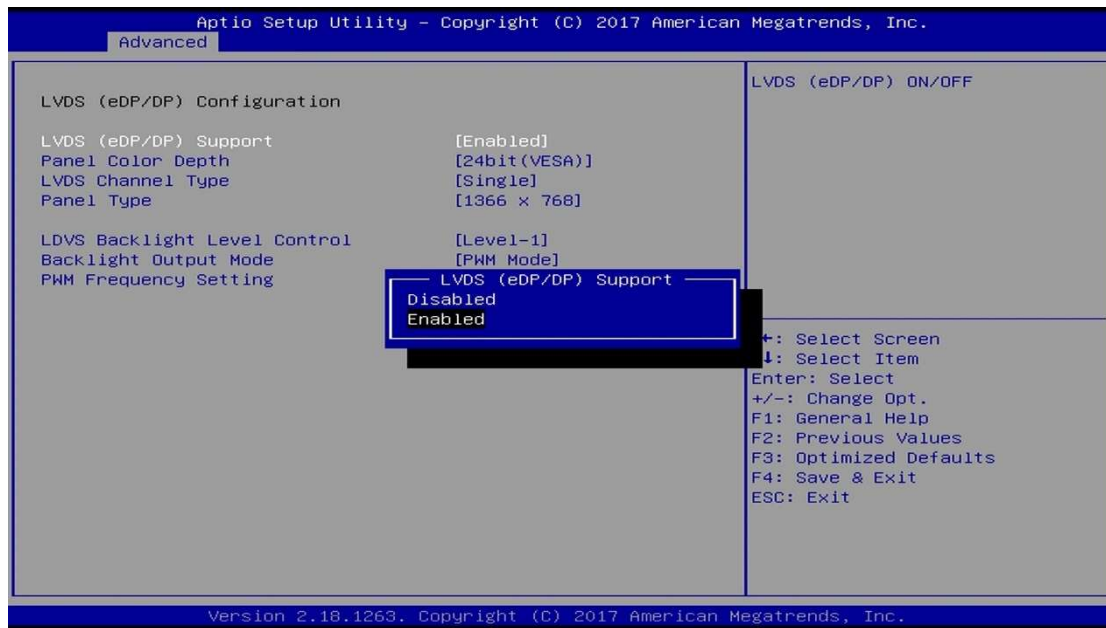 Aptio Setup Utility – Copyright (C) 2017 American Megatrends, Inc.
Advanced
LVDS (eDP/DP) Configuration
LVDS (eDP/DP) Support [Enabled]
Panel Color Depth [24bit(VESA)]
LVDS Channel Type [Single]
Panel Type [1366 x 768]
LDVS Backlight Level Control [Level-1]
Backlight Output Mode [PWM Mode]
PWM Frequency Setting
LVDS (eDP/DP) Support
Disabled
Enabled
LVDS (eDP/DP) ON/OFF
: Select Screen
: Select Item
Enter: Select
+/-: Change Opt.
F1: General Help
F2: Previous Values
F3: Optimized Defaults
F4: Save & Exit
ESC: Exit
Version 2.18.1263. Copyright (C) 2017 American Megatrends, Inc.